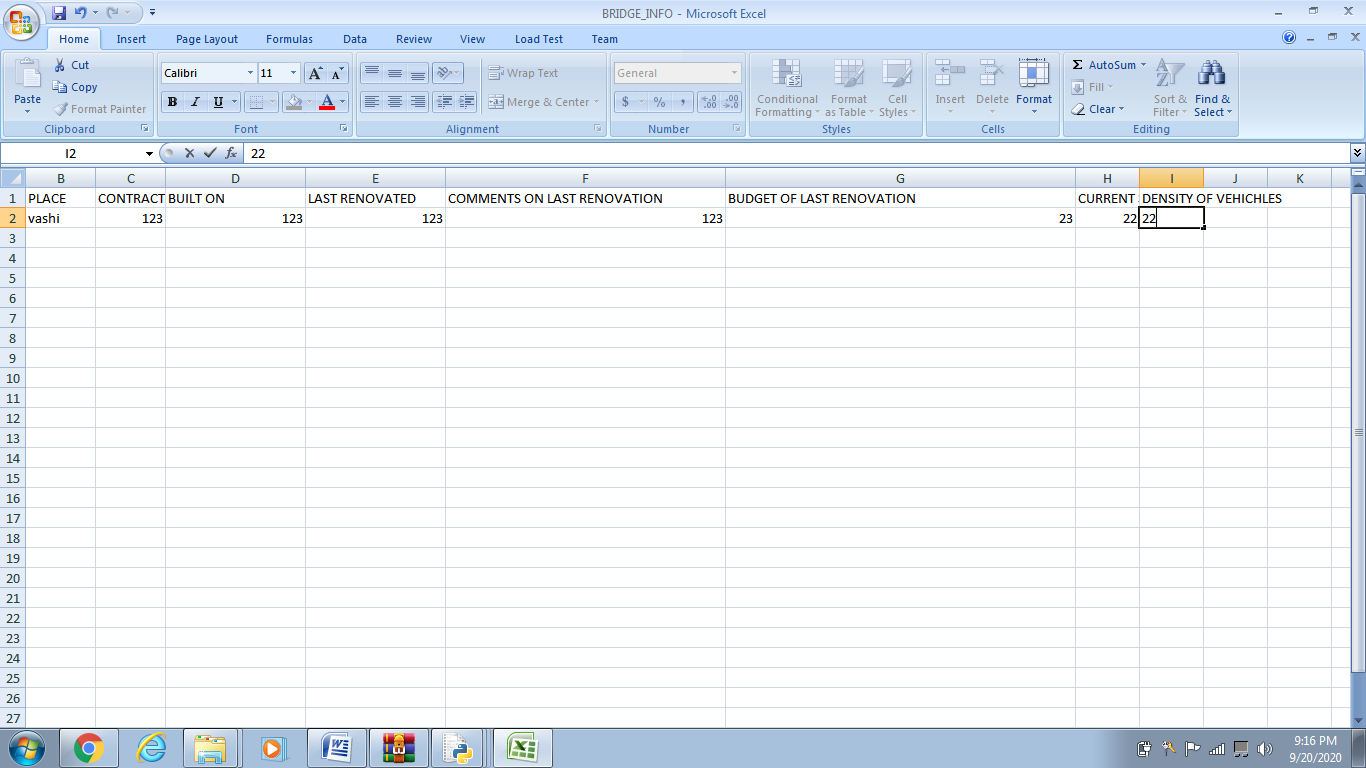 BRIDGE_INFO - Microsoft Excel
Home Insert Page Layout Formulas Data Review View Load Test Team
Paste
Cut
Copy
Format Painter
Clipboard
Calibri 11 A A
B I U A
Font
Wrap Text
Merge & Center
Alignment
General
$ % ,
Number
Conditional Formatting
Format as Table
Cell Styles
Styles
Insert Delete Format
Cells
Σ AutoSum
Fill
Clear
Sort & Filter
Find & Select
Editing
I2 fx 22
B C D E F G H I J K
1 PLACE CONTRACT BUILT ON LAST RENOVATED COMMENTS ON LAST RENOVATION BUDGET OF LAST RENOVATION CURRENT DENSITY OF VEHICHLES
2 vashi 123 123 123 123 23 22 22
3
4
5
6
7
8
9
10
11
12
13
14
15
16
17
18
19
20
21
22
23
24
25
26
27
9:16 PM
9/20/2020